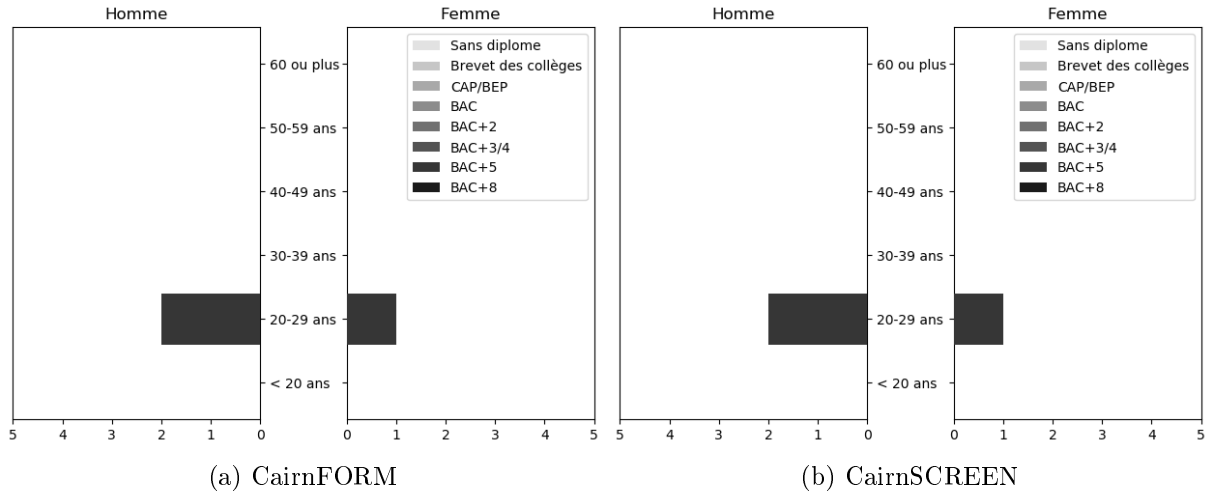 Homme
Femme
60 ou plus
50-59 ans
40-49 ans
30-39 ans
20-29 ans
< 20 ans
Sans diplome
Brevet des collèges
CAP/BEP
BAC
BAC+2
BAC+3/4
BAC+5
BAC+8
5 4 3 2 1 0
0 1 2 3 4 5
(a) CairnFORM
Homme
Femme
60 ou plus
50-59 ans
40-49 ans
30-39 ans
20-29 ans
< 20 ans
Sans diplome
Brevet des collèges
CAP/BEP
BAC
BAC+2
BAC+3/4
BAC+5
BAC+8
5 4 3 2 1 0
0 1 2 3 4 5
(b) CairnSCREEN